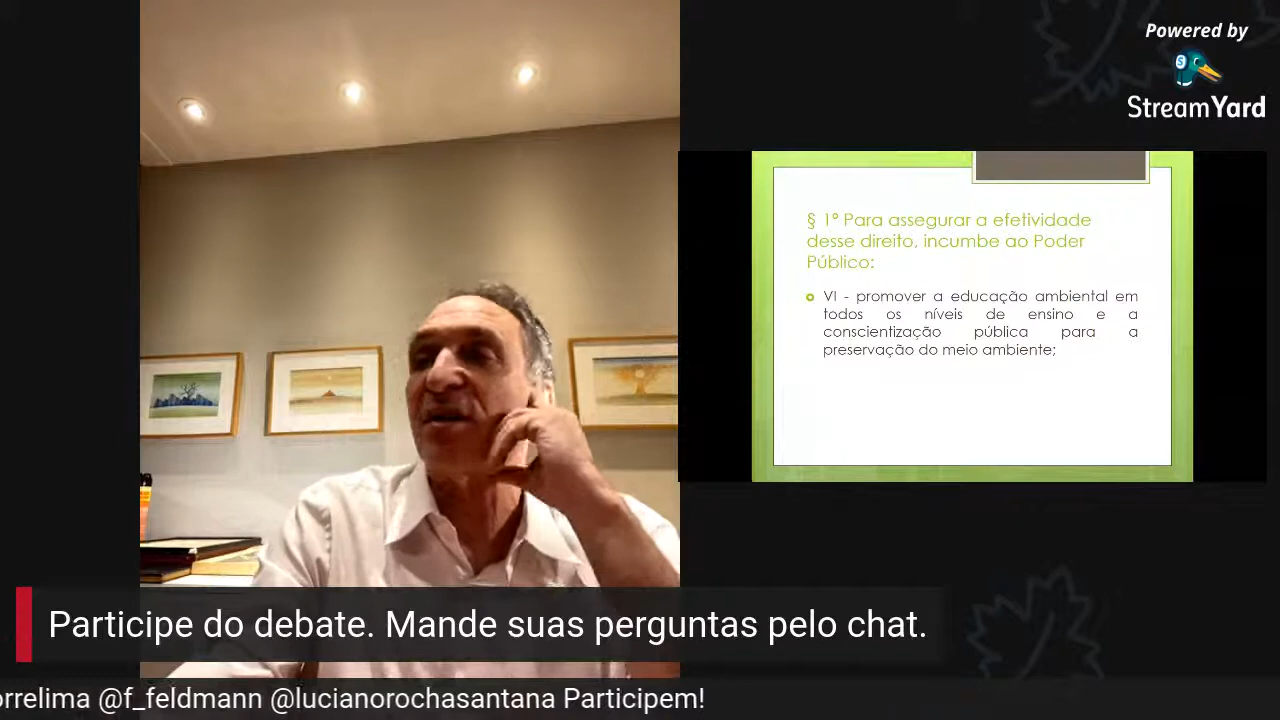 Powered by
StreamYard
§ 1º Para assegurar a efetividade
desse direito, incumbe ao Poder
Público:
VI - promover a educação ambiental em
todos os níveis de ensino e a
conscientização pública para a
preservação do meio ambiente;
Participe do debate. Mande suas perguntas pelo chat.
orrelima @f_feldmann @lucianorochasantana Participem!